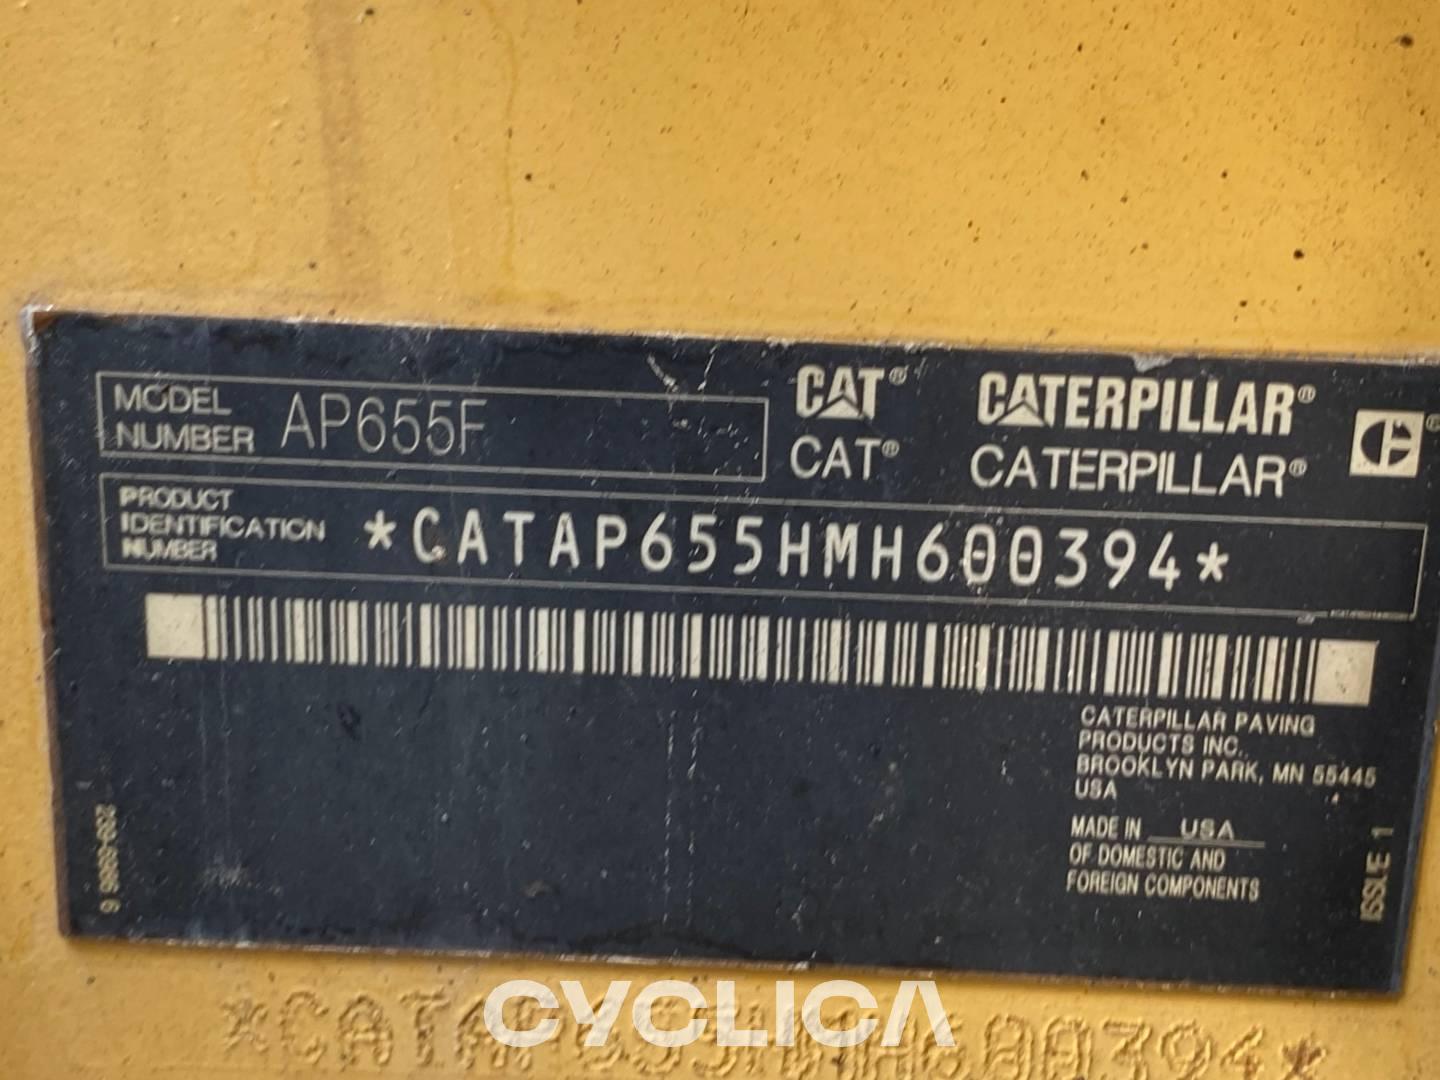 MODEL
NUMBER AP655F
CAT® CATERPILLAR®
CAT® CATERPILLAR®
PRODUCT
IDENTIFICATION
NUMBER
*CATAP655HMH600394*
CATERPILLAR PAVING
PRODUCTS INC.
BROOKLYN PARK, MN 55445
USA
MADE IN USA
OF DOMESTIC AND
FOREIGN COMPONENTS
ISSUE 1
CYCLICA
*CATAP655HMH600394*